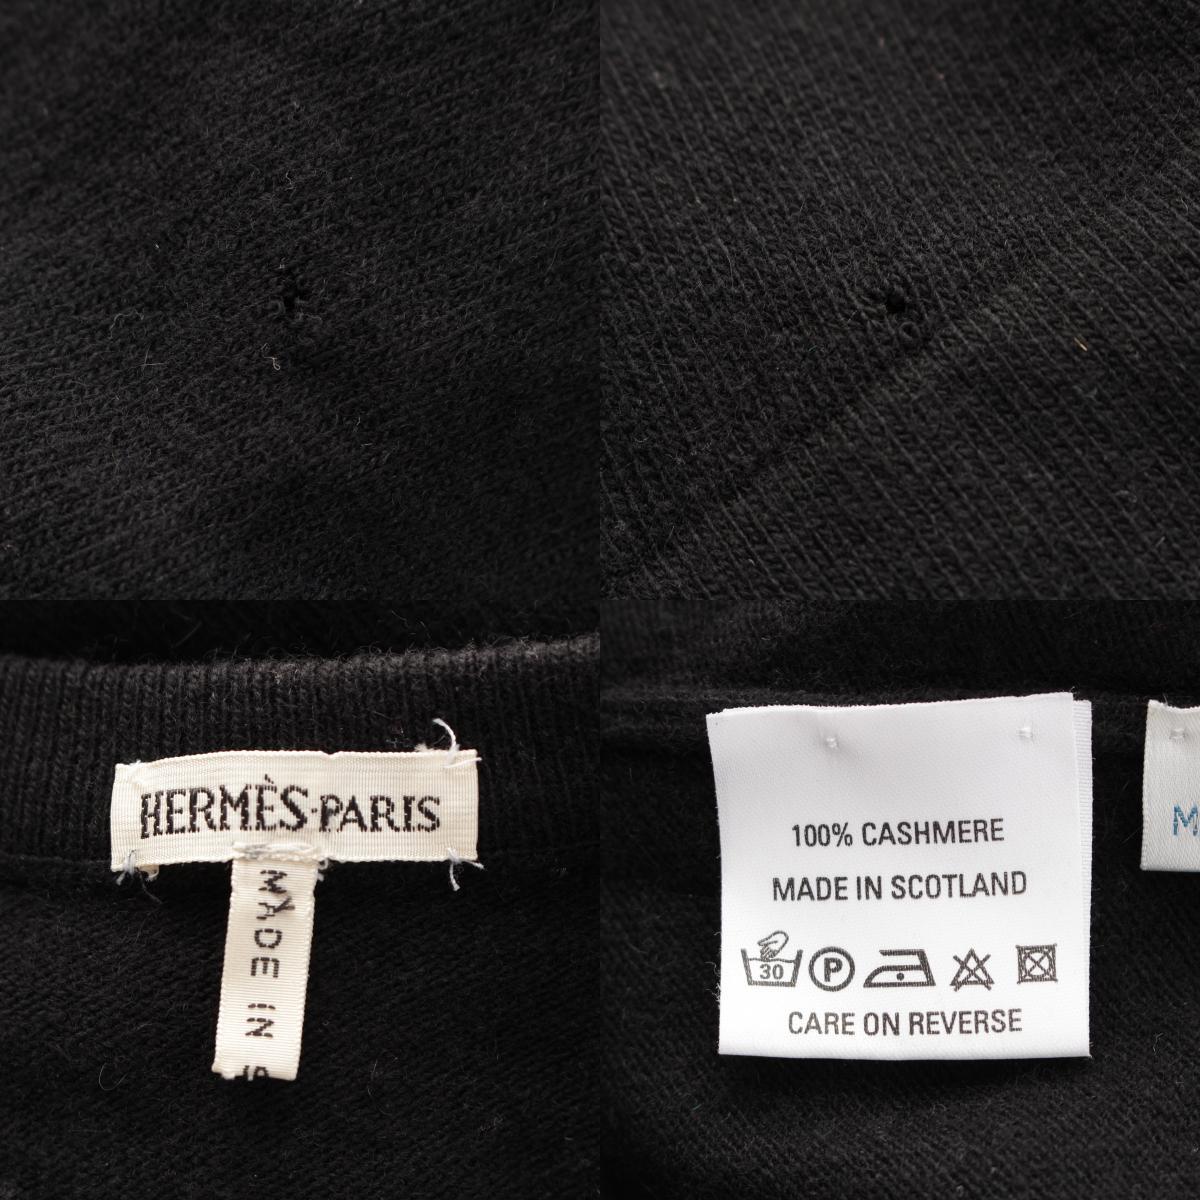 HERMÈS-PARIS
MADE IN
100% CASHMERE
MADE IN SCOTLAND
30 P
CARE ON REVERSE
M